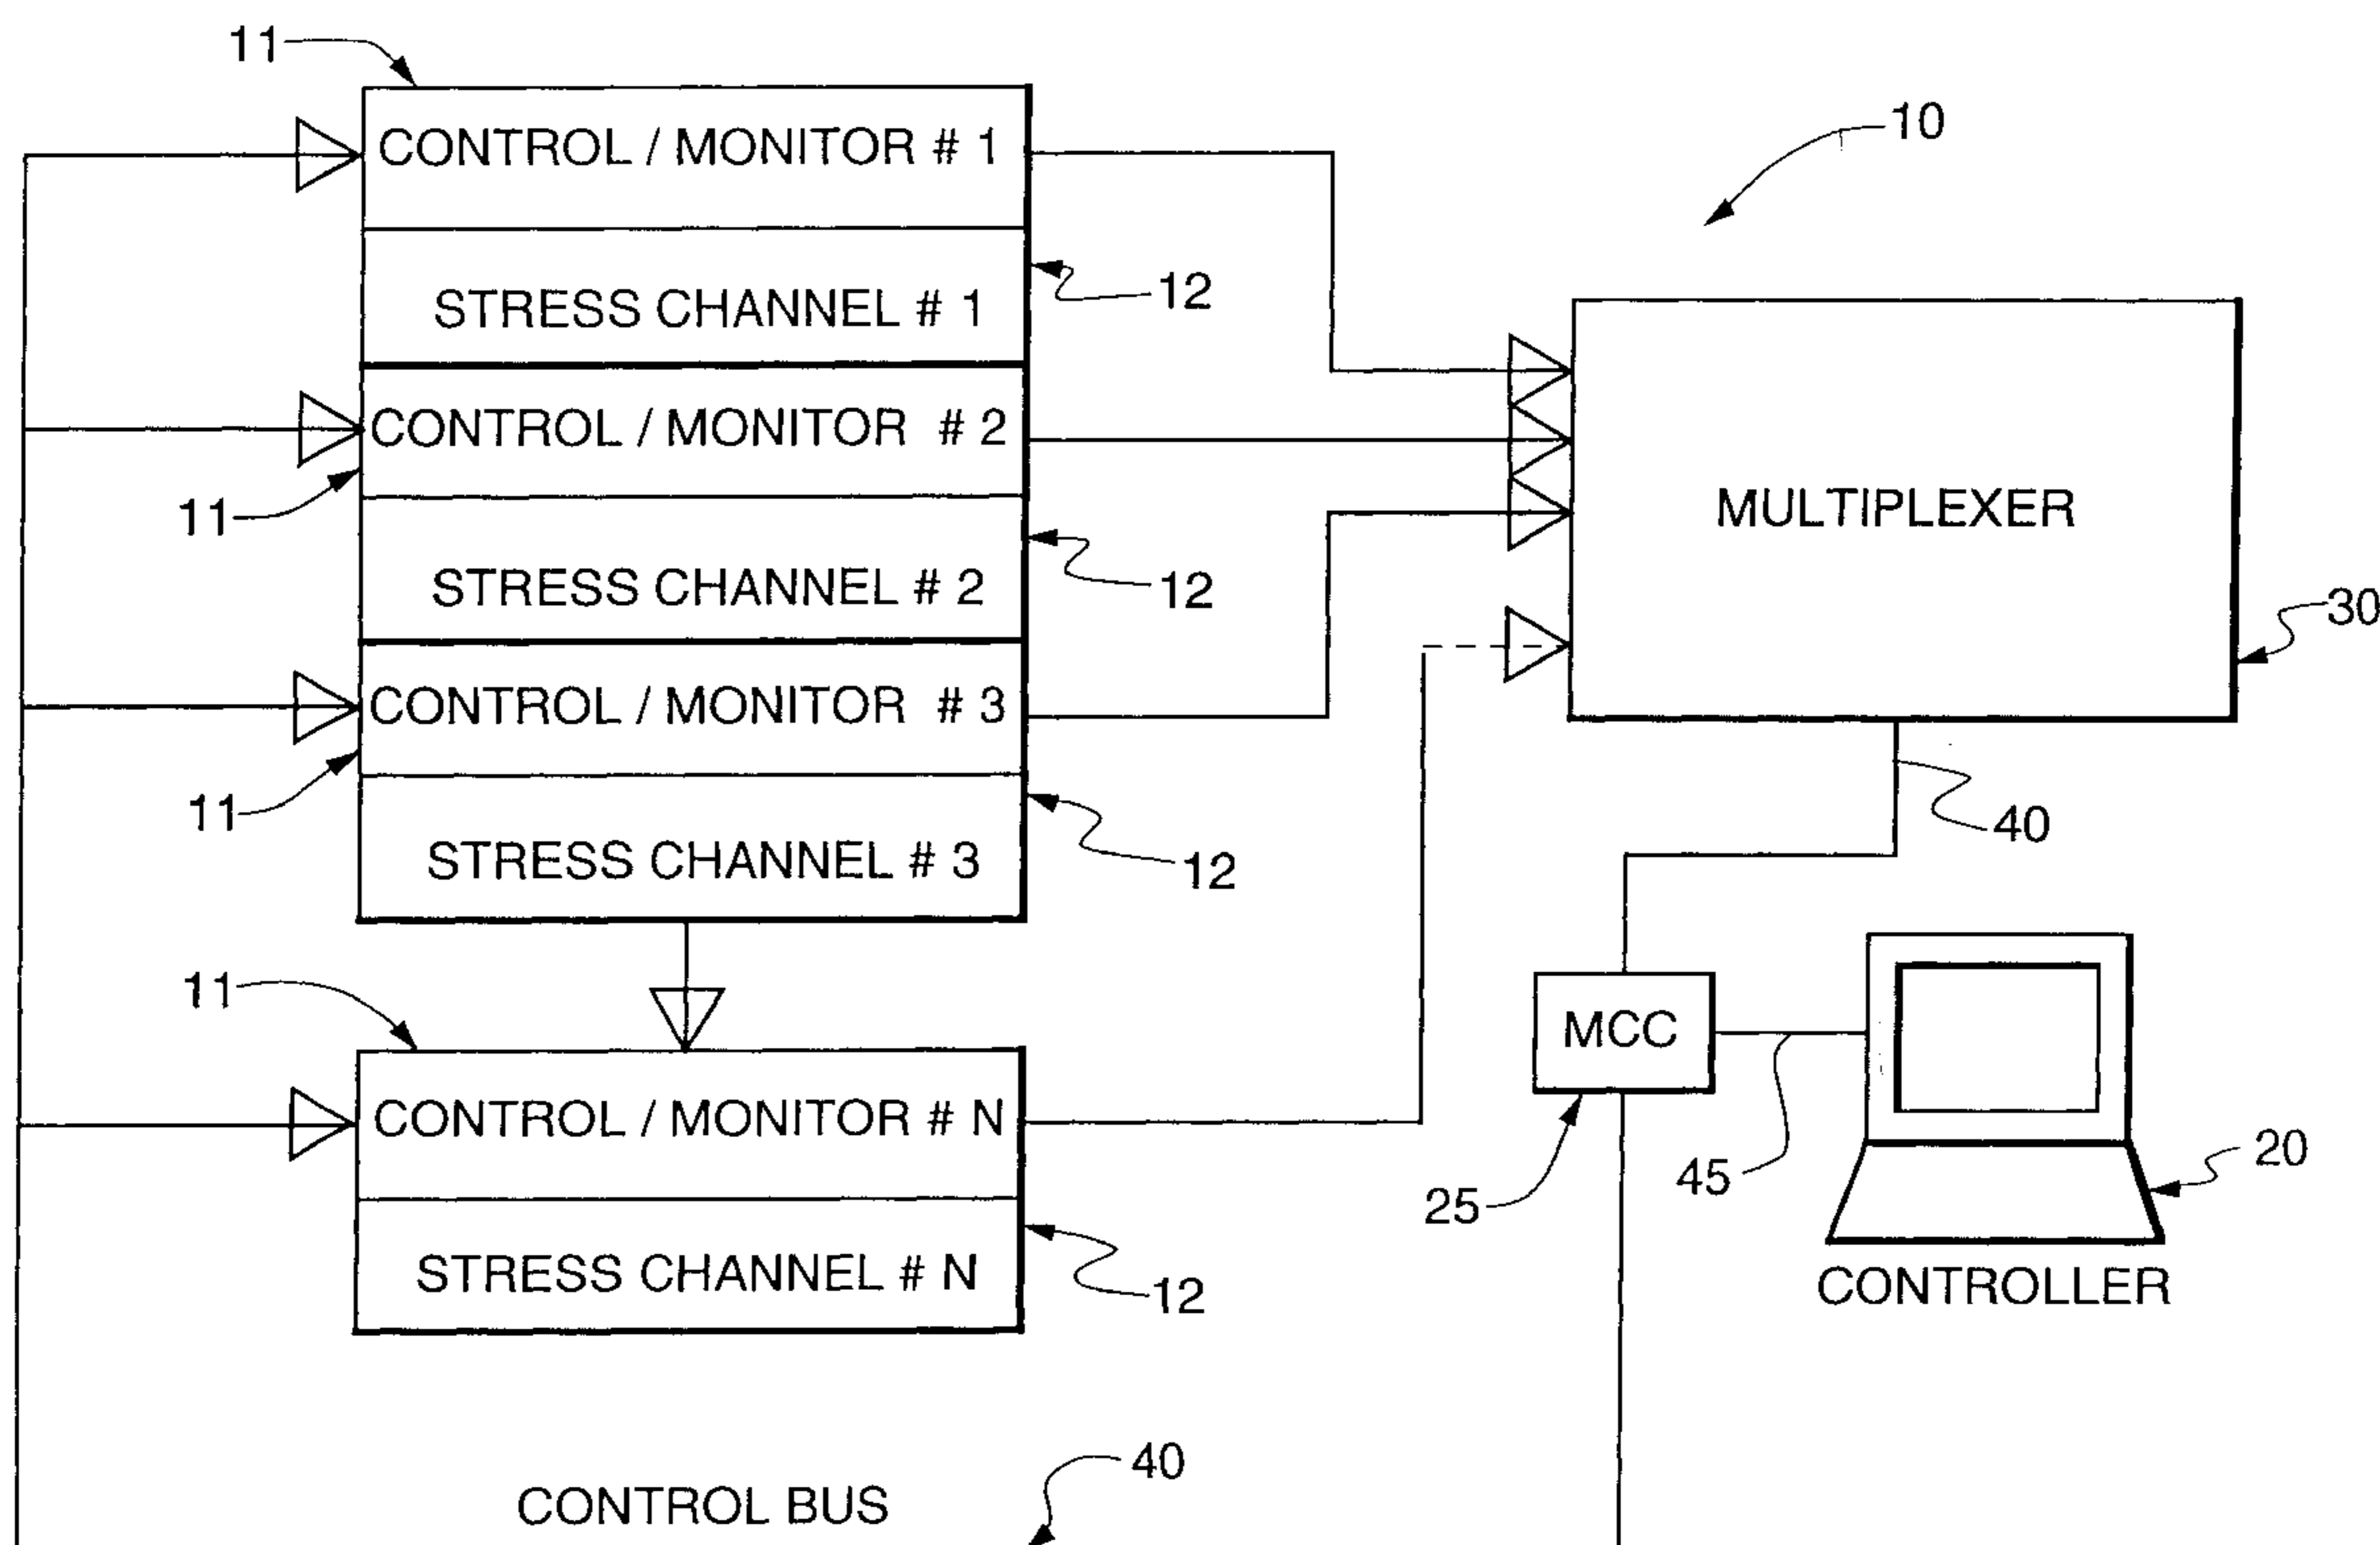 11
CONTROL / MONITOR # 1
10
STRESS CHANNEL # 1
12
CONTROL / MONITOR # 2
11
MULTIPLEXER
STRESS CHANNEL # 2
12
30
CONTROL / MONITOR # 3
11
40
STRESS CHANNEL # 3
12
11
MCC
CONTROL / MONITOR # N
45
20
25
STRESS CHANNEL # N
12
CONTROLLER
40
CONTROL BUS